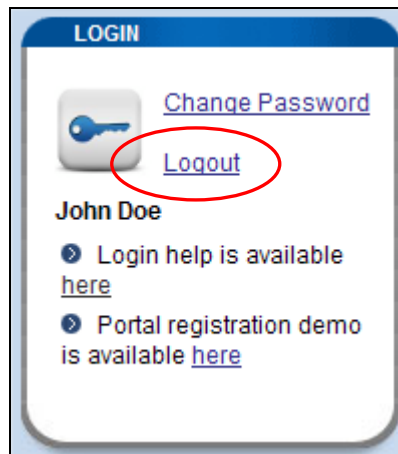 LOGIN
Change Password
Logout
John Doe
Login help is available
here
Portal registration demo
is available here